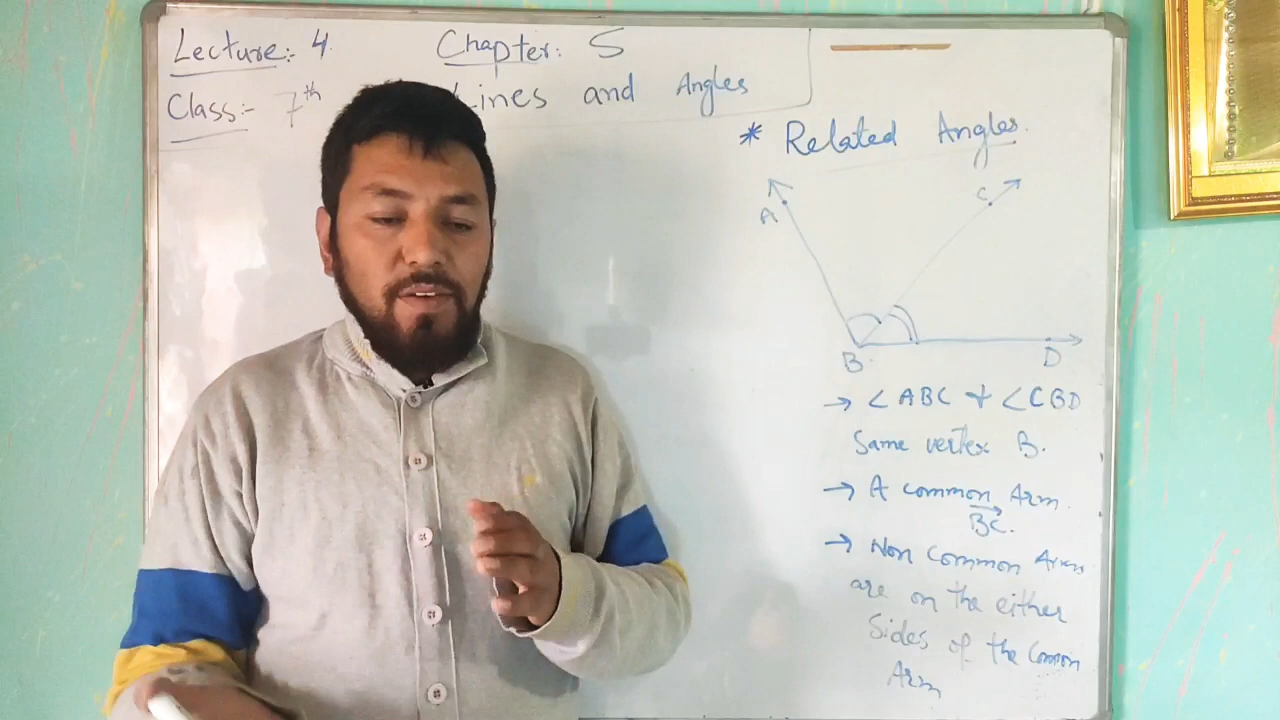 Lecture:- 4. Chapter: 5
Class:- 7th Lines and Angles
* Related Angles.
A
C
B
D
→ ∠ABC & ∠CBD
Same vertex B.
→ A common Arm.
BC.
→ Non Common Arms
are on the either
Sides of the Comon
Arm